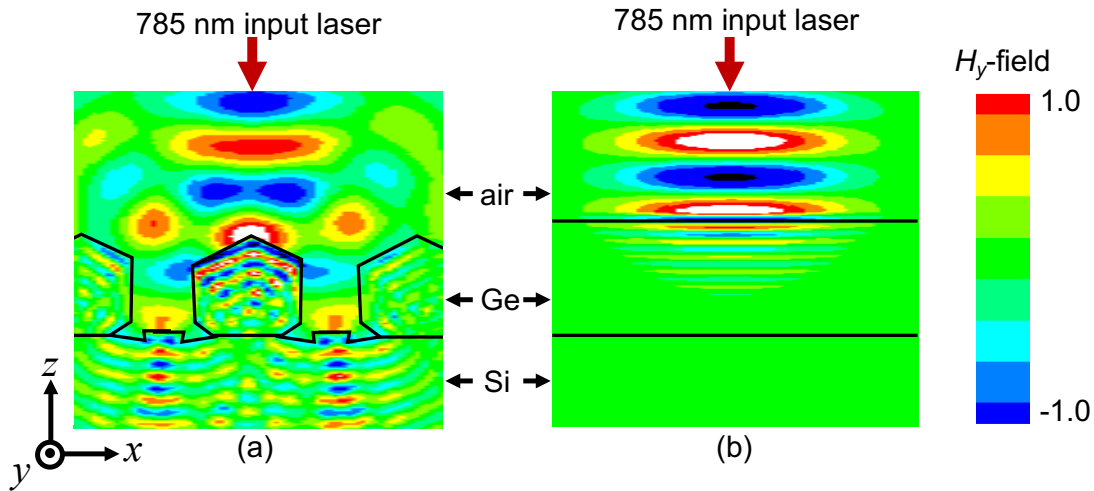 785 nm input laser
785 nm input laser
Hy-field
1.0
air
Ge
Si
-1.0
z
y
x
(a)
(b)